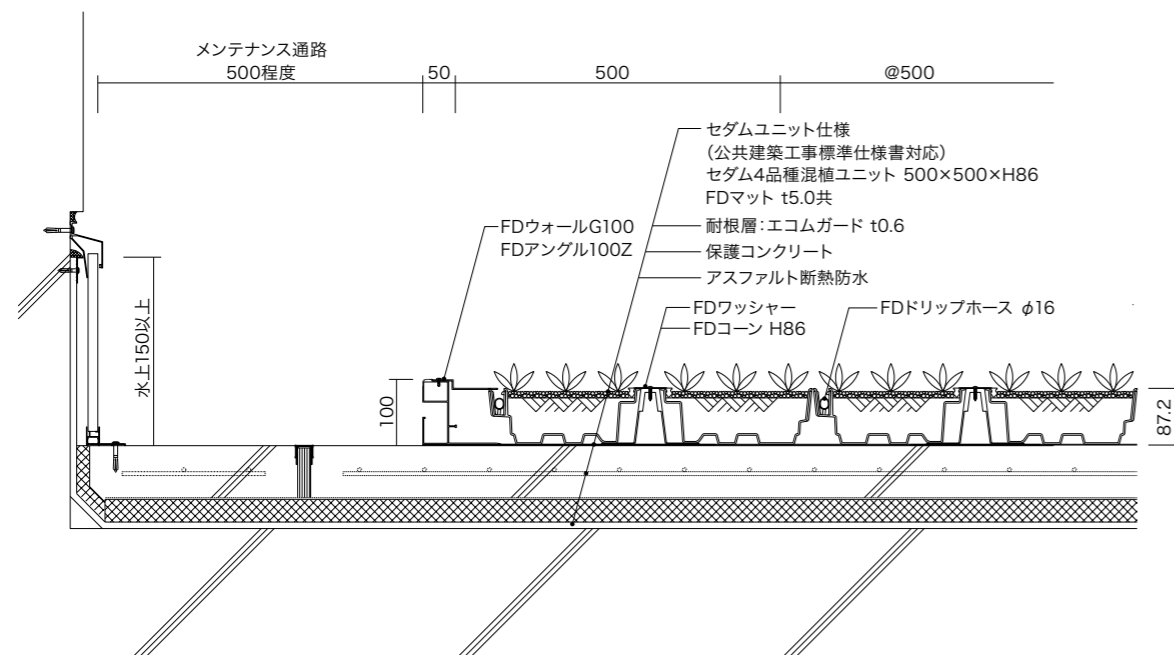 メンテナンス通路
500程度
50
500
@500
セダムユニット仕様
(公共建築工事標準仕様書対応)
セダム4品種混植ユニット 500×500×H86
FDマット t5.0共
耐根層:エコムガード t0.6
保護コンクリート
アスファルト断熱防水
FDウォールG100
FDアングル100Z
FDワッシャー
FDコーン H86
FDドリップホース φ16
水上150以上
100
87.2